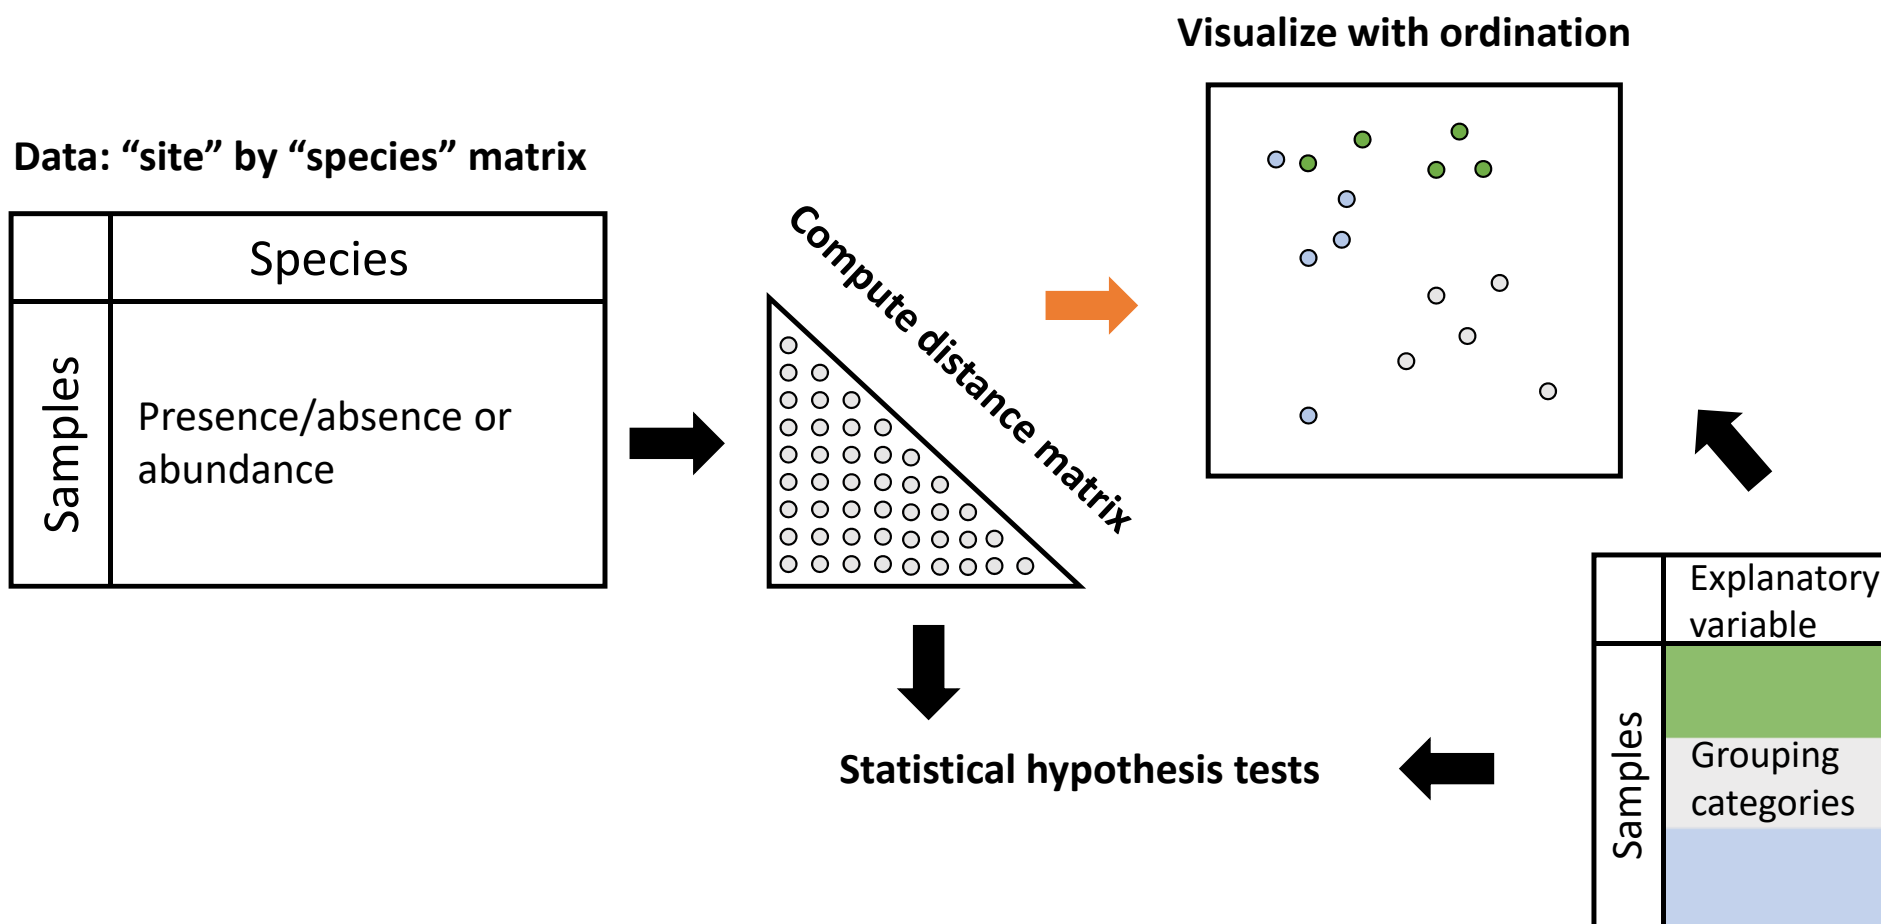 Visualize with ordination
Data: “site” by “species” matrix
Species
Samples
Presence/absence or
abundance
Compute distance matrix
Statistical hypothesis tests
Explanatory
variable
Samples
Grouping
categories